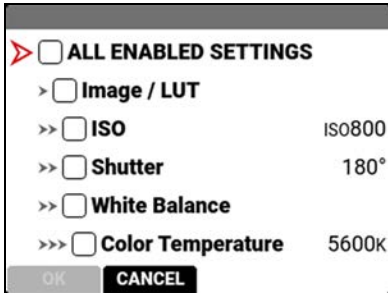 ALL ENABLED SETTINGS
> Image / LUT
>> ISO ISO800
>> Shutter 180°
>> White Balance
>>> Color Temperature 5600K
OK CANCEL